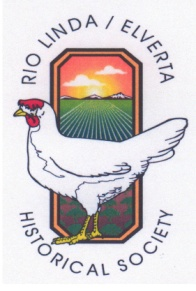 RIO LINDA / ELVERTA
HISTORICAL SOCIETY